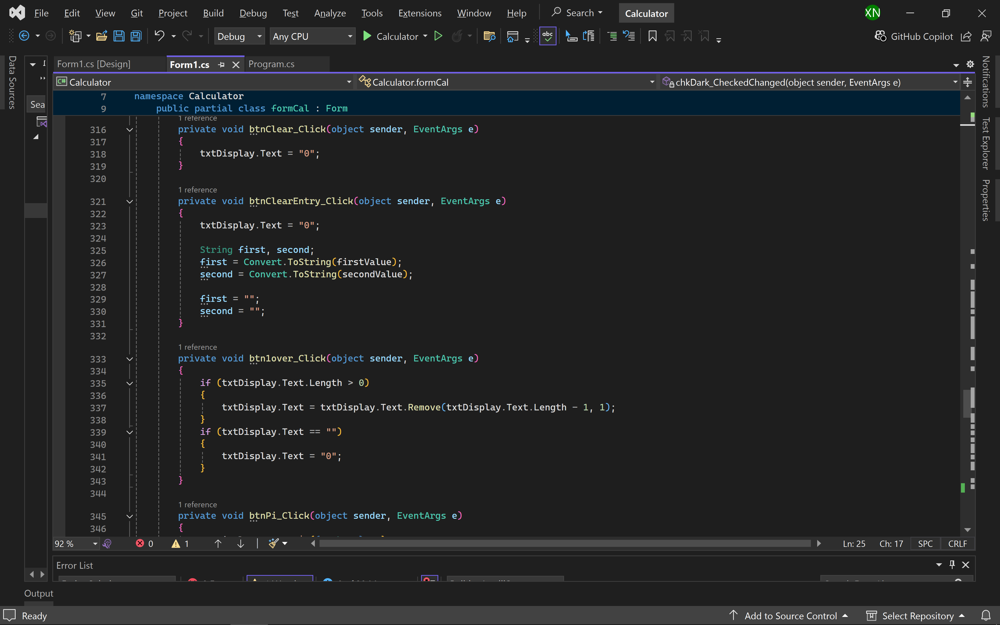 File Edit View Git Project Build Debug Test Analyze Tools Extensions Window Help Search Calculator XN
Debug Any CPU Calculator abc GitHub Copilot
Data Sources
Sea
Form1.cs [Design] Form1.cs Program.cs
C# Calculator Calculator.formCal chkDark_CheckedChanged(object sender, EventArgs e)
7 namespace Calculator
9 public partial class formCal : Form
1 reference
316 private void btnClear_Click(object sender, EventArgs e)
317 {
318 txtDisplay.Text = "0";
319 }
320
1 reference
321 private void btnClearEntry_Click(object sender, EventArgs e)
322 {
323 txtDisplay.Text = "0";
324
325 String first, second;
326 first = Convert.ToString(firstValue);
327 second = Convert.ToString(secondValue);
328
329 first = "";
330 second = "";
331 }
332
1 reference
333 private void btn1over_Click(object sender, EventArgs e)
334 {
335 if (txtDisplay.Text.Length > 0)
336 {
337 txtDisplay.Text = txtDisplay.Text.Remove(txtDisplay.Text.Length - 1, 1);
338 }
339 if (txtDisplay.Text == "")
340 {
341 txtDisplay.Text = "0";
342 }
343 }
344
1 reference
345 private void btnPi_Click(object sender, EventArgs e)
346 {
92 % 0 1 Ln: 25 Ch: 17 SPC CRLF
Notifications
Test Explorer
Properties
Error List
Output
Ready Add to Source Control Select Repository